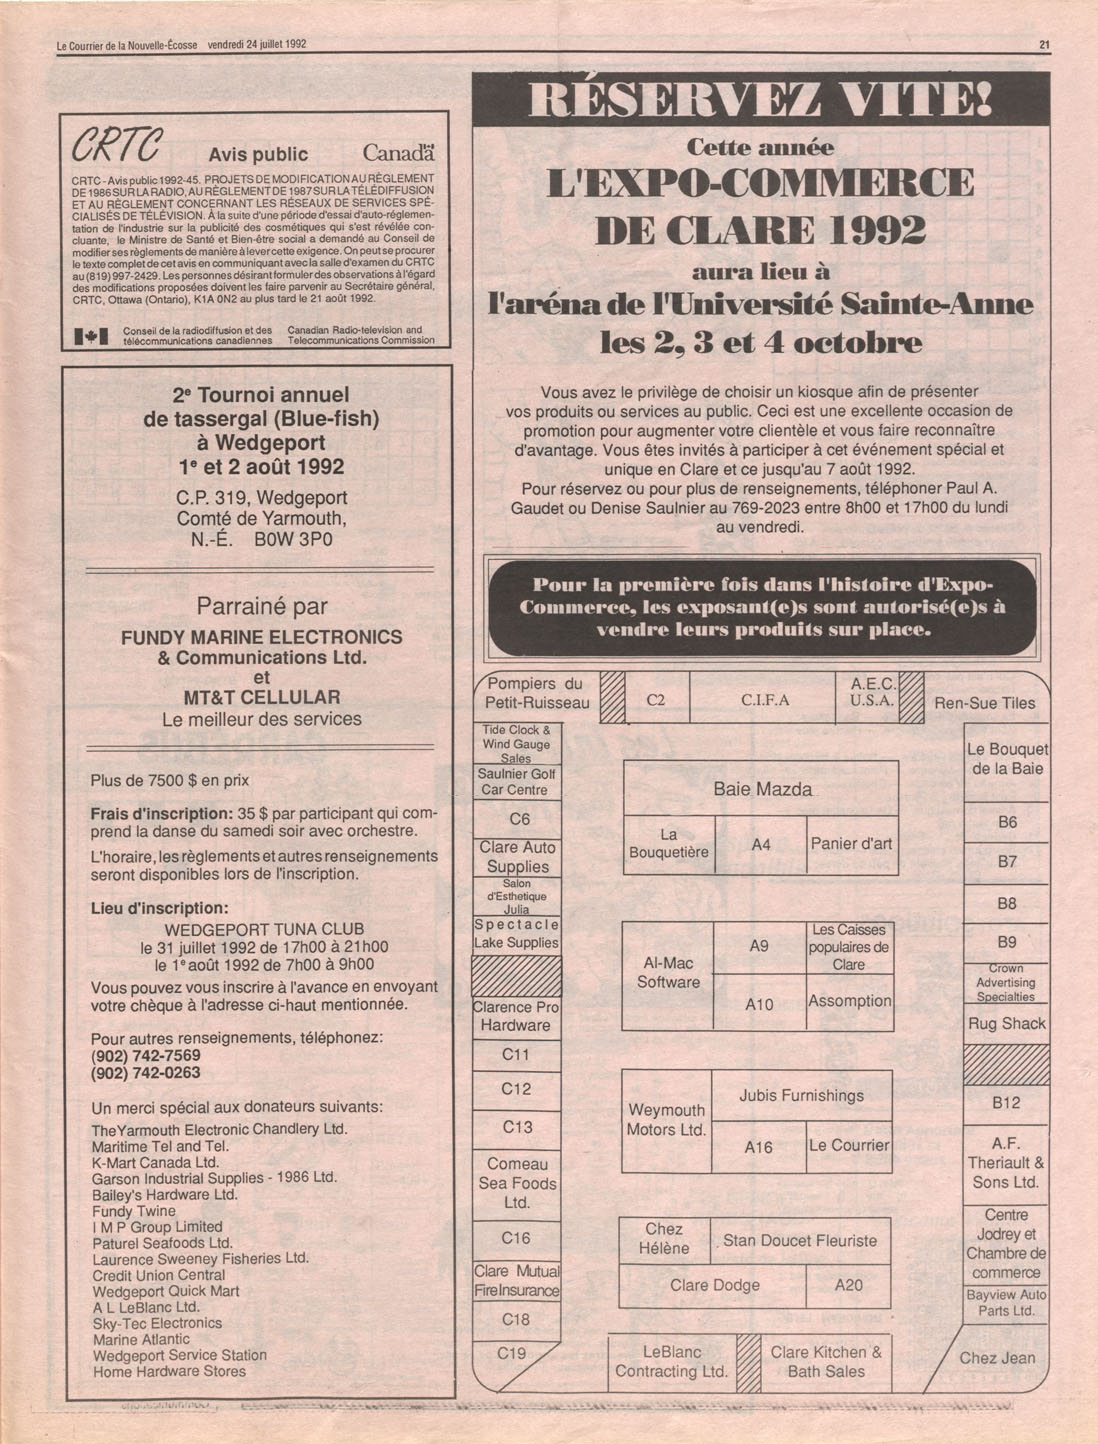 Le Courrier de la Nouvelle-Écosse vendredi 24 juillet 1992
21
CRTC
Avis public
Canada
CRTC - Avis public 1992-45. PROJETS DE MODIFICATION AU RÈGLEMENT
DE 1986 SUR LA RADIO, AU RÈGLEMENT DE 1987 SUR LA TÉLÉDIFFUSION
ET AU RÈGLEMENT CONCERNANT LES RÉSEAUX DE SERVICES SPÉ-
CIALISÉS DE TÉLÉVISION. À la suite d'une période d'essai d'auto-réglemen-
tation de l'industrie sur la publicité des cosmétiques qui s'est révélée con-
cluante, le Ministre de Santé et Bien-être social a demandé au Conseil de
modifier ses règlements de manière à lever cette exigence. On peut se procurer
le texte complet de cet avis en communiquant avec la salle d'examen du CRTC
au (819) 997-2429. Les personnes désirant formuler des observations à l'égard
des modifications proposées doivent les faire parvenir au Secrétaire général,
CRTC, Ottawa (Ontario), K1A 0N2 au plus tard le 21 août 1992.
Conseil de la radiodiffusion et des
télécommunications canadiennes
Canadian Radio-television and
Telecommunications Commission
2e Tournoi annuel
de tassergal (Blue-fish)
à Wedgeport
1e et 2 août 1992
C.P. 319, Wedgeport
Comté de Yarmouth,
N.-É. B0W 3P0
Parrainé par
FUNDY MARINE ELECTRONICS
& Communications Ltd.
et
MT&T CELLULAR
Le meilleur des services
Plus de 7500 $ en prix
Frais d'inscription: 35 $ par participant qui com-
prend la danse du samedi soir avec orchestre.
L'horaire, les règlements et autres renseignements
seront disponibles lors de l'inscription.
Lieu d'inscription:
WEDGEPORT TUNA CLUB
le 31 juillet 1992 de 17h00 à 21h00
le 1e août 1992 de 7h00 à 9h00
Vous pouvez vous inscrire à l'avance en envoyant
votre chèque à l'adresse ci-haut mentionnée.
Pour autres renseignements, téléphonez:
(902) 742-7569
(902) 742-0263
Un merci spécial aux donateurs suivants:
The Yarmouth Electronic Chandlery Ltd.
Maritime Tel and Tel.
K-Mart Canada Ltd.
Garson Industrial Supplies - 1986 Ltd.
Bailey's Hardware Ltd.
Fundy Twine
I M P Group Limited
Paturel Seafoods Ltd.
Laurence Sweeney Fisheries Ltd.
Credit Union Central
Wedgeport Quick Mart
A L LeBlanc Ltd.
Sky-Tec Electronics
Marine Atlantic
Wedgeport Service Station
Home Hardware Stores
RÉSERVEZ VITE!
Cette année
L'EXPO-COMMERCE
DE CLARE 1992
aura lieu à
l'aréna de l'Université Sainte-Anne
les 2, 3 et 4 octobre
Vous avez le privilège de choisir un kiosque afin de présenter
vos produits ou services au public. Ceci est une excellente occasion de
promotion pour augmenter votre clientèle et vous faire reconnaître
d'avantage. Vous êtes invités à participer à cet événement spécial et
unique en Clare et ce jusqu'au 7 août 1992.
Pour réservez ou pour plus de renseignements, téléphoner Paul A.
Gaudet ou Denise Saulnier au 769-2023 entre 8h00 et 17h00 du lundi
au vendredi.
Pour la première fois dans l'histoire d'Expo-
Commerce, les exposant(e)s sont autorisé(e)s à
vendre leurs produits sur place.
Pompiers du
Petit-Ruisseau
C2
C.I.F.A
A.E.C.
U.S.A.
Ren-Sue Tiles
Tide Clock &
Wind Gauge
Sales
Saulnier Golf
Car Centre
C6
Clare Auto
Supplies
Salon
d'Esthetique
Julia
Spectacle
Lake Supplies
Clarence Pro
Hardware
C11
C12
C13
Comeau
Sea Foods
Ltd.
C16
Clare Mutual
Fire Insurance
C18
C19
Baie Mazda
La
Bouquetière
A4
Panier d'art
Al-Mac
Software
A9
Les Caisses
populaires de
Clare
A10
Assomption
Weymouth
Motors Ltd.
Jubis Furnishings
A16
Le Courrier
Chez
Hélène
Stan Doucet Fleuriste
Clare Dodge
A20
LeBlanc
Contracting Ltd.
Clare Kitchen &
Bath Sales
Le Bouquet
de la Baie
B6
B7
B8
B9
Crown
Advertising
Specialties
Rug Shack
B12
A.F.
Theriault &
Sons Ltd.
Centre
Jodrey et
Chambre de
commerce
Bayview Auto
Parts Ltd.
Chez Jean